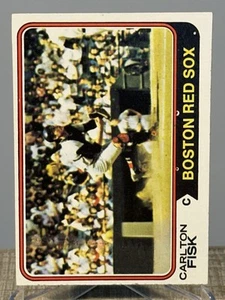 BOSTON RED SOX
C
CARLTON
FISK